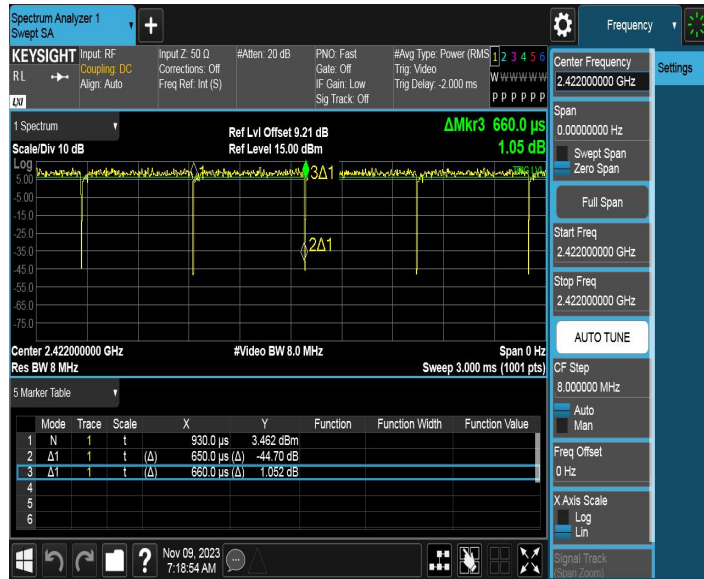 Spectrum Analyzer 1
Swept SA
Frequency
KEYSIGHT
Input: RF
Input Z: 50 Ω
#Atten: 20 dB
PNO: Fast
#Avg Type: Power (RMS
1 2 3 4 5 6
RL
Coupling: DC
Corrections: Off
Gate: Off
Trig: Video
W W W W W W
Align: Auto
Freq Ref: Int (S)
IF Gain: Low
Trig Delay: -2.000 ms
Sig Track: Off
P P P P P P
LXI
1 Spectrum
Ref Lvl Offset 9.21 dB
ΔMkr3 660.0 µs
Scale/Div 10 dB
Ref Level 15.00 dBm
1.05 dB
Log
5.00
-5.00
-15.0
-25.0
-35.0
-45.0
-55.0
-65.0
-75.0
1
3Δ1
TRIG LVL
2Δ1
Center 2.422000000 GHz
#Video BW 8.0 MHz
Span 0 Hz
Res BW 8 MHz
Sweep 3.000 ms (1001 pts)
5 Marker Table
Mode Trace Scale X Y Function Function Width Function Value
1 N 1 t 930.0 µs 3.462 dBm
2 Δ1 1 t (Δ) 650.0 µs (Δ) -44.70 dB
3 Δ1 1 t (Δ) 660.0 µs (Δ) 1.052 dB
4
5
6
Nov 09, 2023
7:18:54 AM
Center Frequency
2.422000000 GHz
Settings
Span
0.00000000 Hz
Swept Span
Zero Span
Full Span
Start Freq
2.422000000 GHz
Stop Freq
2.422000000 GHz
AUTO TUNE
CF Step
8.000000 MHz
Auto
Man
Freq Offset
0 Hz
X Axis Scale
Log
Lin
Signal Track
(Span Zoom)